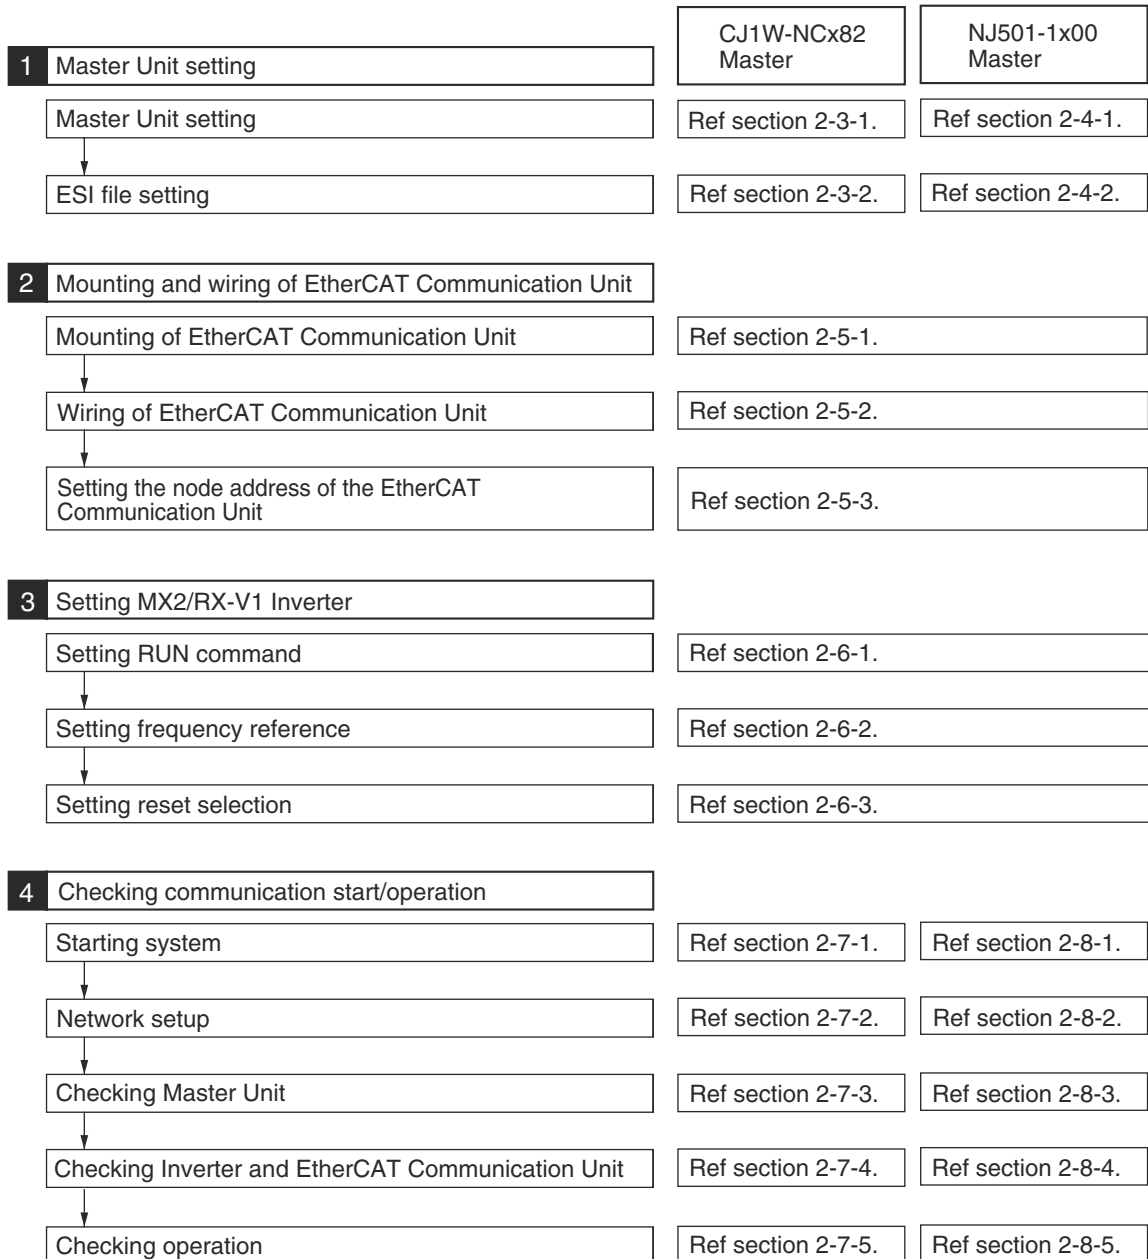 CJ1W-NCx82
Master
NJ501-1x00
Master
1 Master Unit setting
Master Unit setting Ref section 2-3-1. Ref section 2-4-1.
ESI file setting Ref section 2-3-2. Ref section 2-4-2.
2 Mounting and wiring of EtherCAT Communication Unit
Mounting of EtherCAT Communication Unit Ref section 2-5-1.
Wiring of EtherCAT Communication Unit Ref section 2-5-2.
Setting the node address of the EtherCAT
Communication Unit
Ref section 2-5-3.
3 Setting MX2/RX-V1 Inverter
Setting RUN command Ref section 2-6-1.
Setting frequency reference Ref section 2-6-2.
Setting reset selection Ref section 2-6-3.
4 Checking communication start/operation
Starting system Ref section 2-7-1. Ref section 2-8-1.
Network setup Ref section 2-7-2. Ref section 2-8-2.
Checking Master Unit Ref section 2-7-3. Ref section 2-8-3.
Checking Inverter and EtherCAT Communication Unit Ref section 2-7-4. Ref section 2-8-4.
Checking operation Ref section 2-7-5. Ref section 2-8-5.